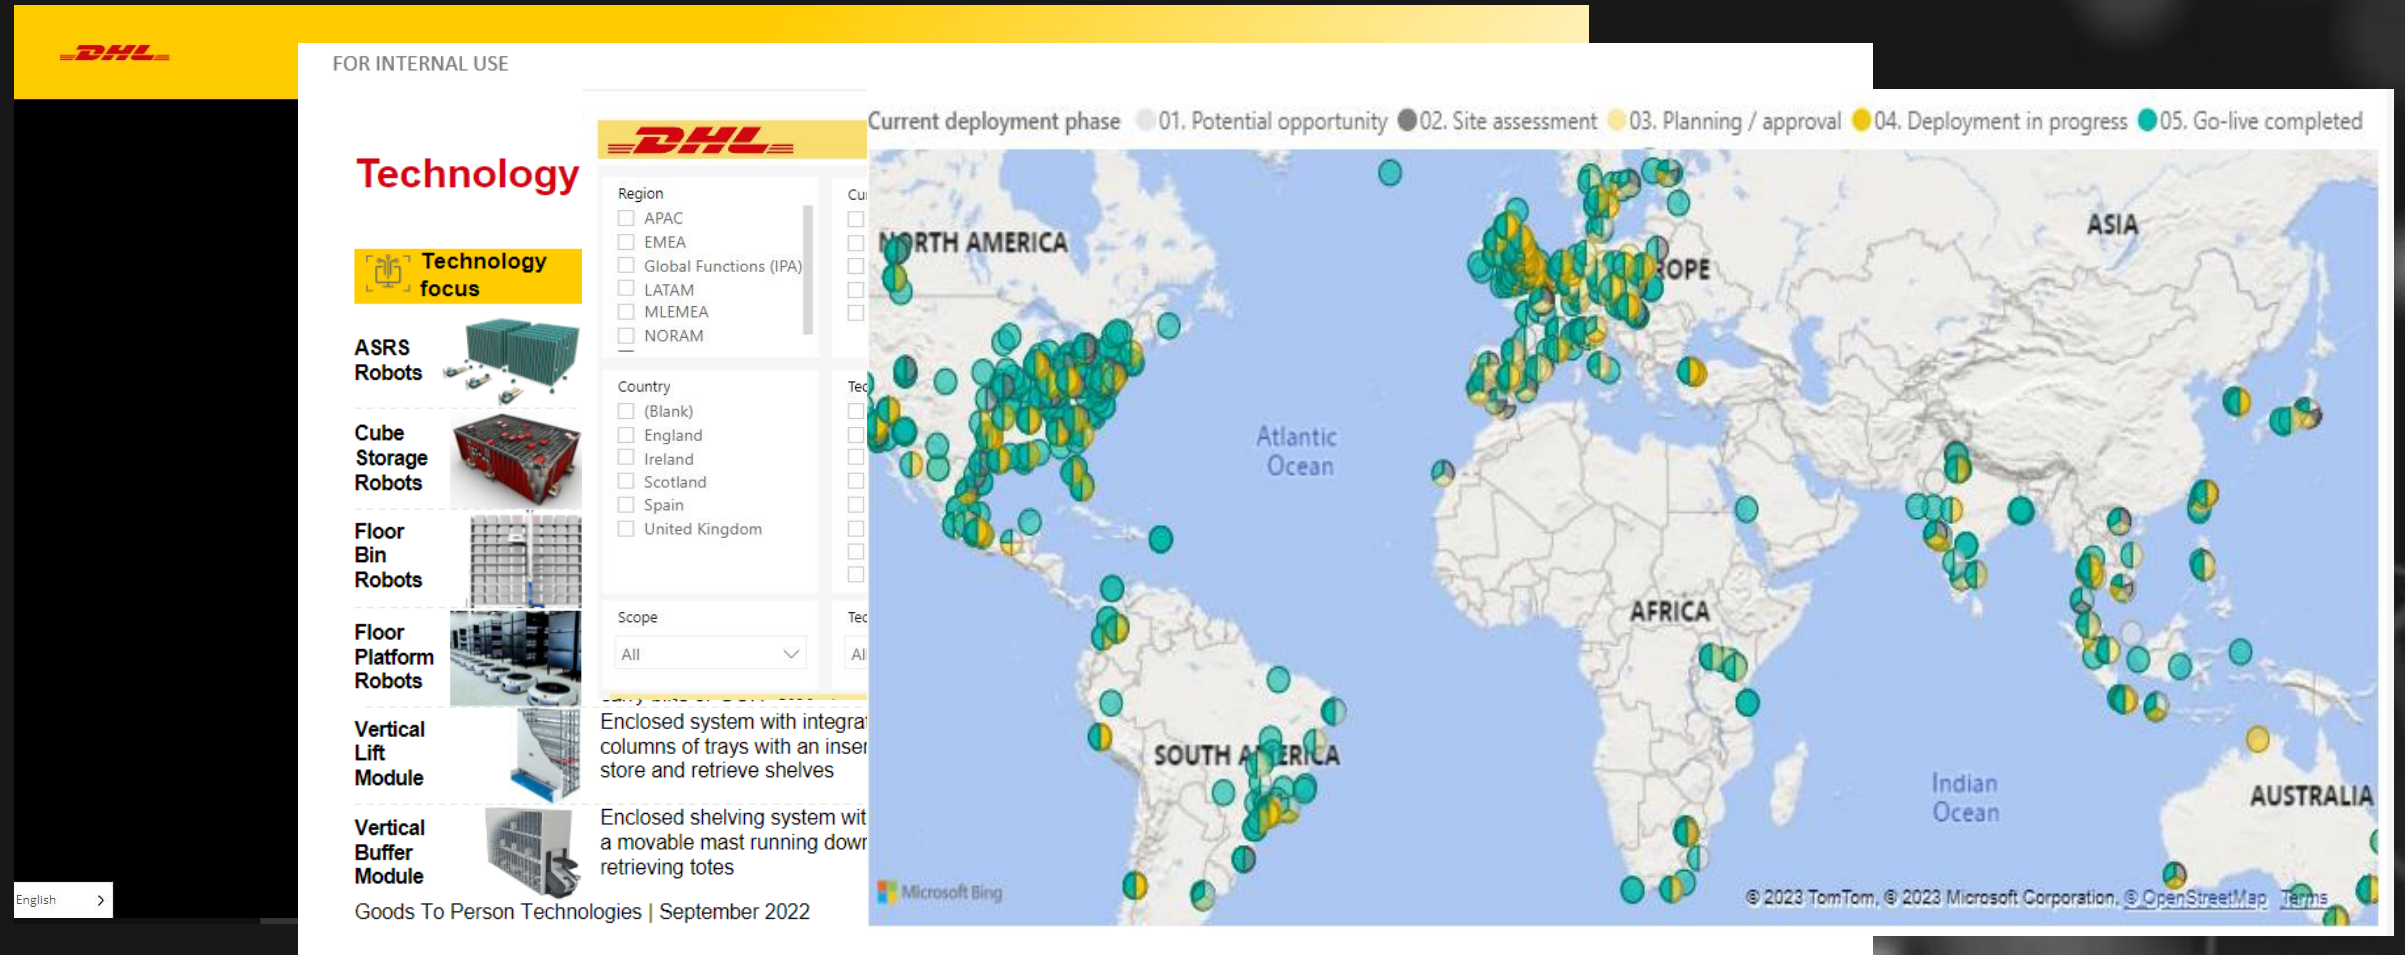 DHL
FOR INTERNAL USE
Technology
Technology
focus
ASRS
Robots
Cube
Storage
Robots
Floor
Bin
Robots
Floor
Platform
Robots
Vertical
Lift
Module
Vertical
Buffer
Module
Enclosed system with integra
columns of trays with an inser
store and retrieve shelves
Enclosed shelving system wit
a movable mast running down
retrieving totes
Goods To Person Technologies | September 2022
English
DHL
Region
APAC
EMEA
Global Functions (IPA)
LATAM
MLEMEA
NORAM
Country
(Blank)
England
Ireland
Scotland
Spain
United Kingdom
Scope
All
Cu
Tec
Tec
Al
Current deployment phase 01. Potential opportunity 02. Site assessment 03. Planning / approval 04. Deployment in progress 05. Go-live completed
NORTH AMERICA
ASIA
ROPE
Atlantic
Ocean
AFRICA
SOUTH AMERICA
Indian
Ocean
AUSTRALIA
Microsoft Bing
© 2023 TomTom, © 2023 Microsoft Corporation, © OpenStreetMap Terms